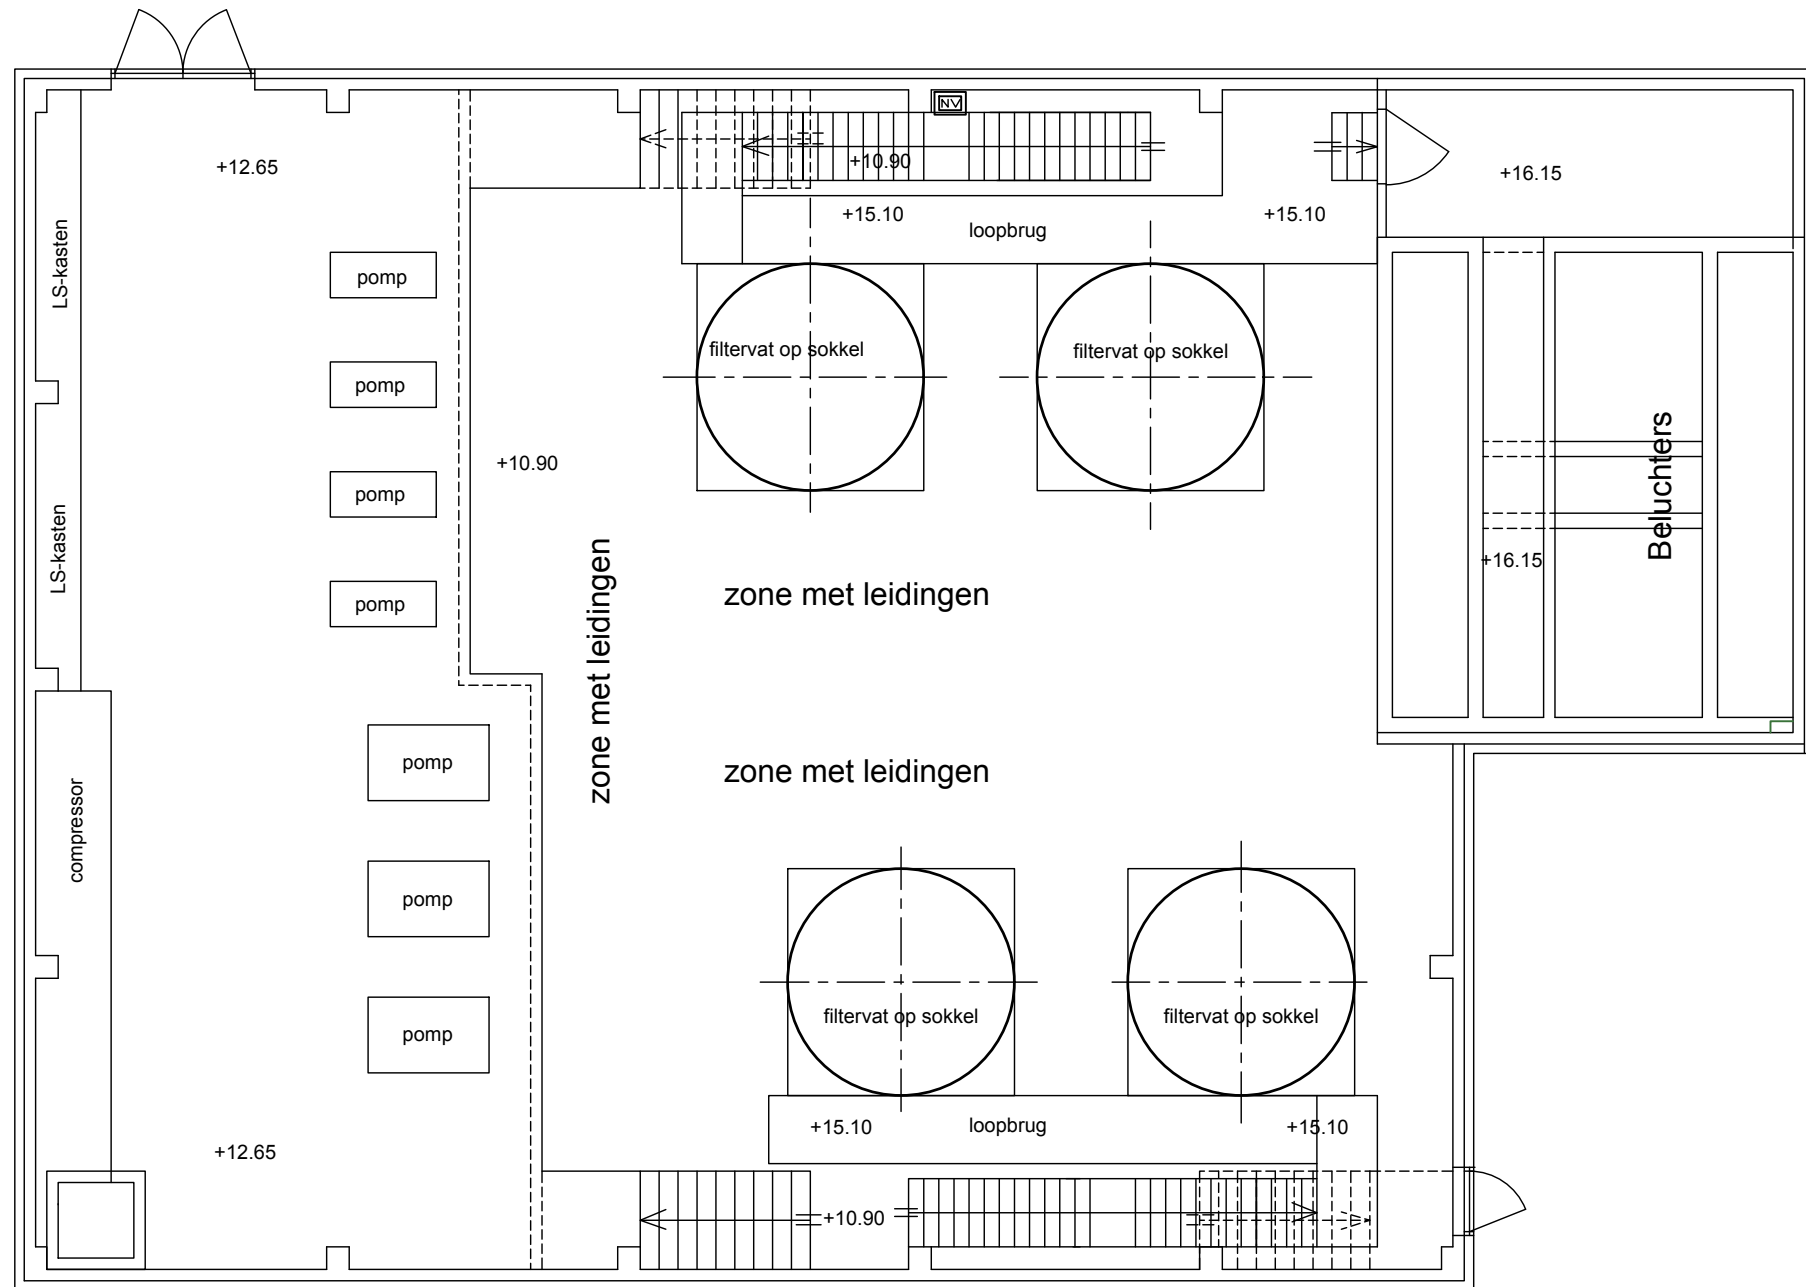 NV
+12.65
+10.90
+16.15
+15.10
+15.10
loopbrug
LS-kasten
pomp
filtervat op sokkel
filtervat op sokkel
pomp
+10.90
Beluchters
pomp
LS-kasten
+16.15
zone met leidingen
zone met leidingen
pomp
zone met leidingen
pomp
compressor
pomp
filtervat op sokkel
filtervat op sokkel
pomp
+15.10
loopbrug
+15.10
+12.65
+10.90